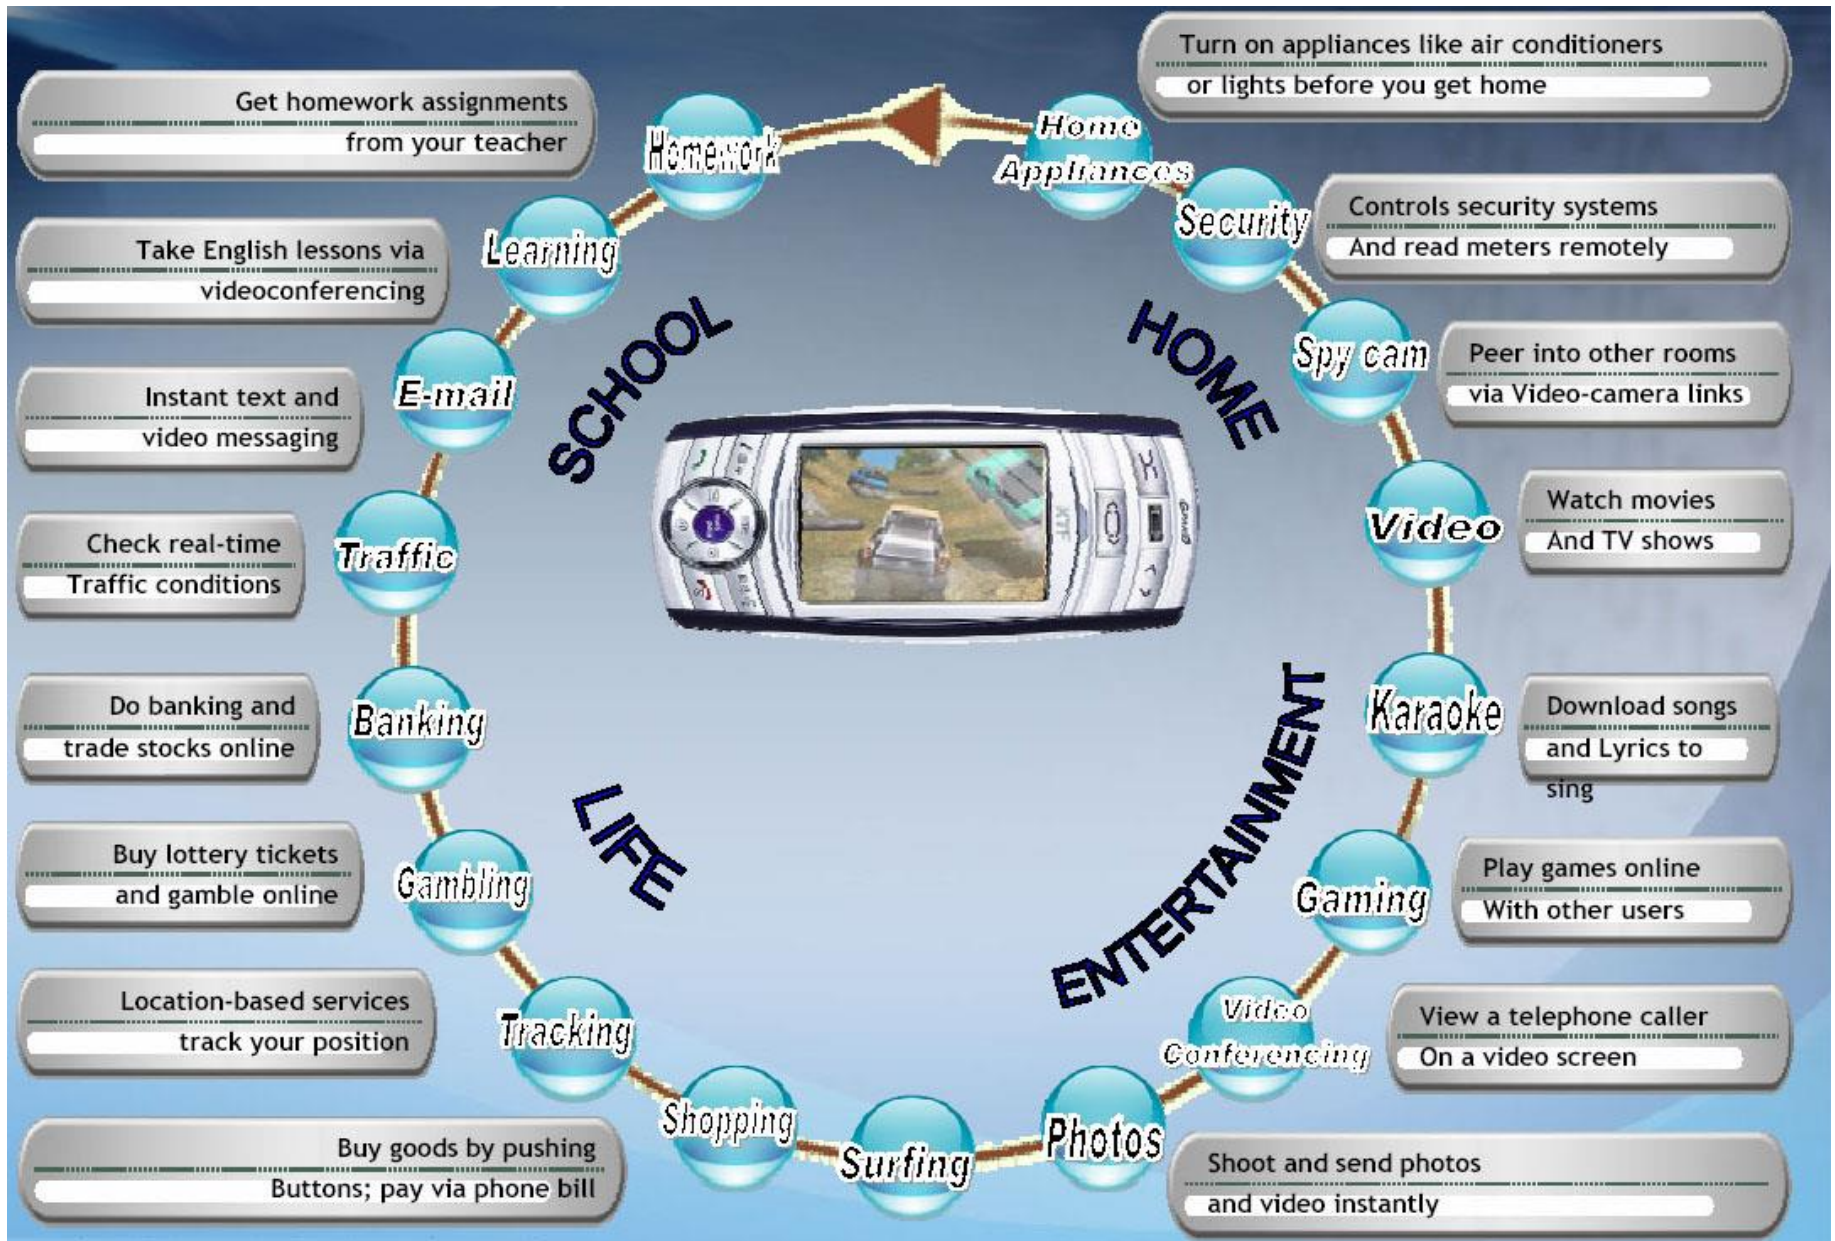 Turn on appliances like air conditioners
or lights before you get home
Get homework assignments
from your teacher
Homework
Home
Appliances
Controls security systems
And read meters remotely
Security
Take English lessons via
videoconferencing
Learning
SCHOOL
HOME
Peer into other rooms
via Video-camera links
Spy cam
Instant text and
video messaging
E-mail
Watch movies
And TV shows
Video
Check real-time
Traffic conditions
Traffic
XTF
Do banking and
trade stocks online
Banking
Karaoke
Download songs
and Lyrics to
sing
LIFE
ENTERTAINMENT
Buy lottery tickets
and gamble online
Gambling
Gaming
Play games online
With other users
Location-based services
track your position
Tracking
Video
Conferencing
View a telephone caller
On a video screen
Shopping
Surfing
Photos
Buy goods by pushing
Buttons; pay via phone bill
Shoot and send photos
and video instantly